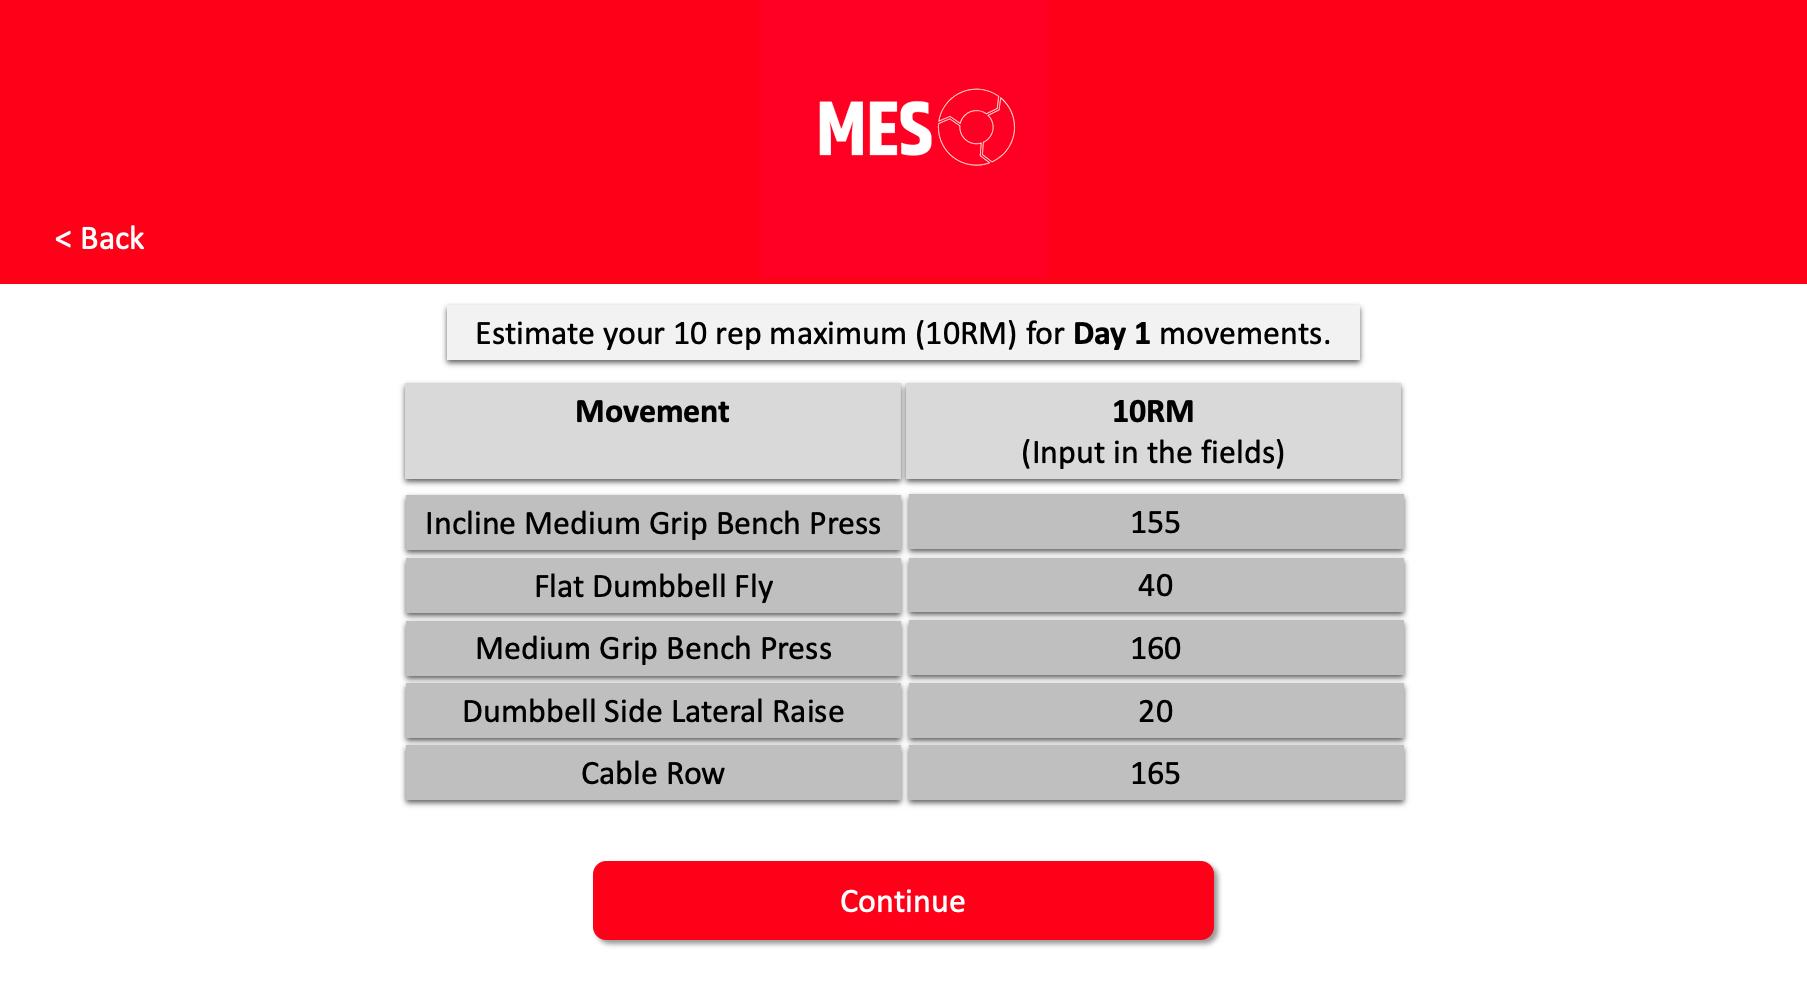 MESO
< Back
Estimate your 10 rep maximum (10RM) for Day 1 movements.
Movement
10RM
(Input in the fields)
Incline Medium Grip Bench Press
155
Flat Dumbbell Fly
40
Medium Grip Bench Press
160
Dumbbell Side Lateral Raise
20
Cable Row
165
Continue